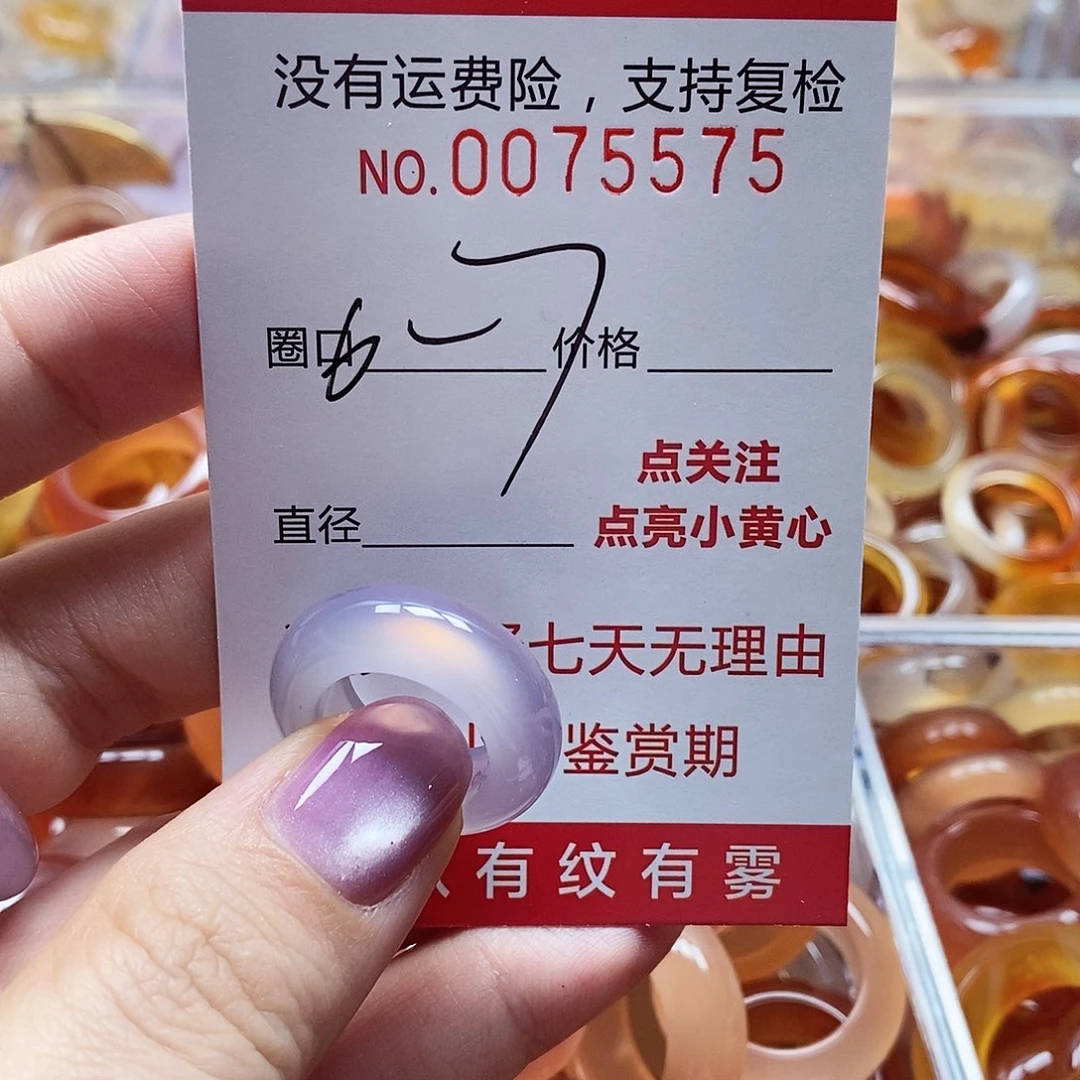 没有运费险，支持复检
NO.0075575
圈口 价格
点关注
直径 点亮小黄心
七天无理由
鉴赏期
有纹有雾